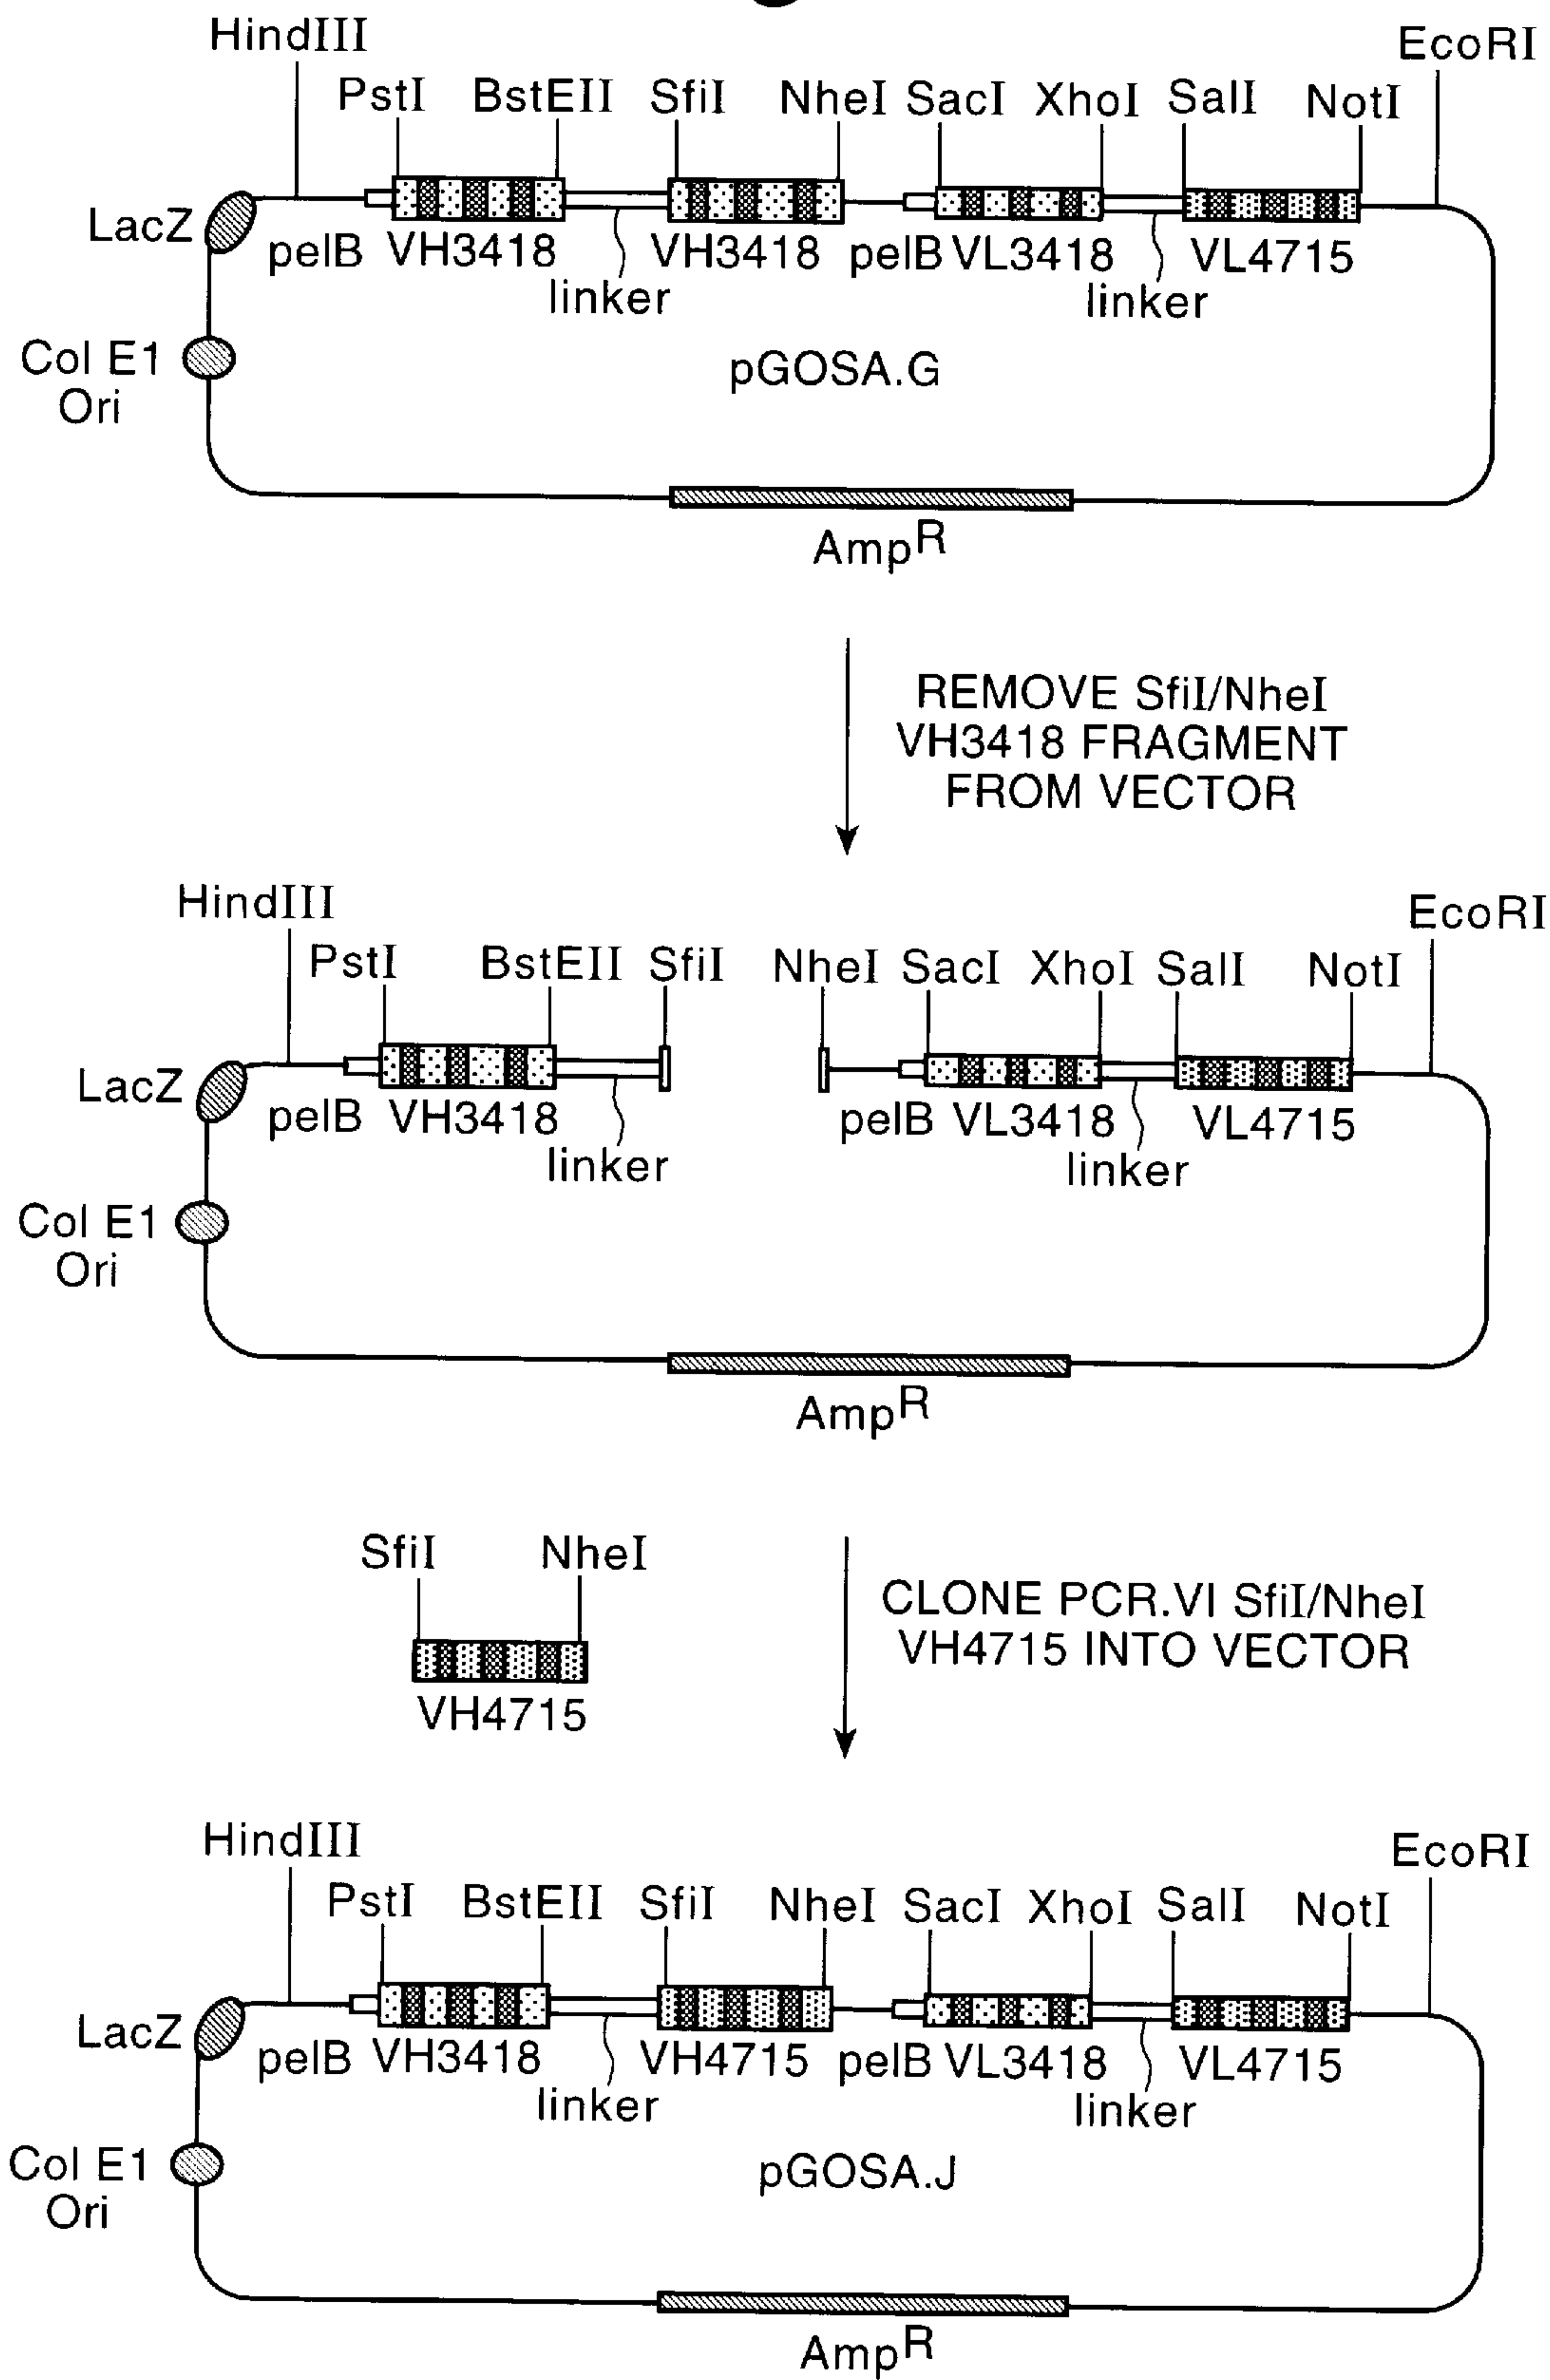 HindIII
EcoRI
PstI BstEII SfiI NheI SacI XhoI SalI NotI
LacZ
pelB VH3418 VH3418 pelB VL3418 VL4715
linker linker
Col E1
Ori
pGOSA.G
AmpR
REMOVE SfiI/NheI
VH3418 FRAGMENT
FROM VECTOR
HindIII
EcoRI
PstI BstEII SfiI NheI SacI XhoI SalI NotI
LacZ
pelB VH3418 pelB VL3418 VL4715
linker linker
Col E1
Ori
AmpR
SfiI NheI
VH4715
CLONE PCR.VI SfiI/NheI
VH4715 INTO VECTOR
HindIII
EcoRI
PstI BstEII SfiI NheI SacI XhoI SalI NotI
LacZ
pelB VH3418 VH4715 pelB VL3418 VL4715
linker linker
Col E1
Ori
pGOSA.J
AmpR